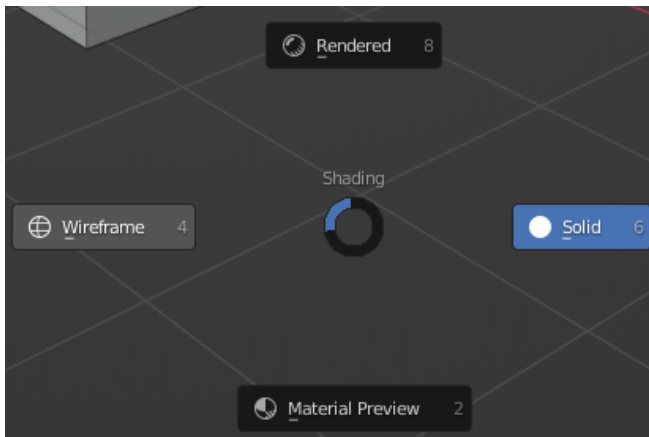 Rendered 8
Shading
Wireframe 4
Solid 6
Material Preview 2